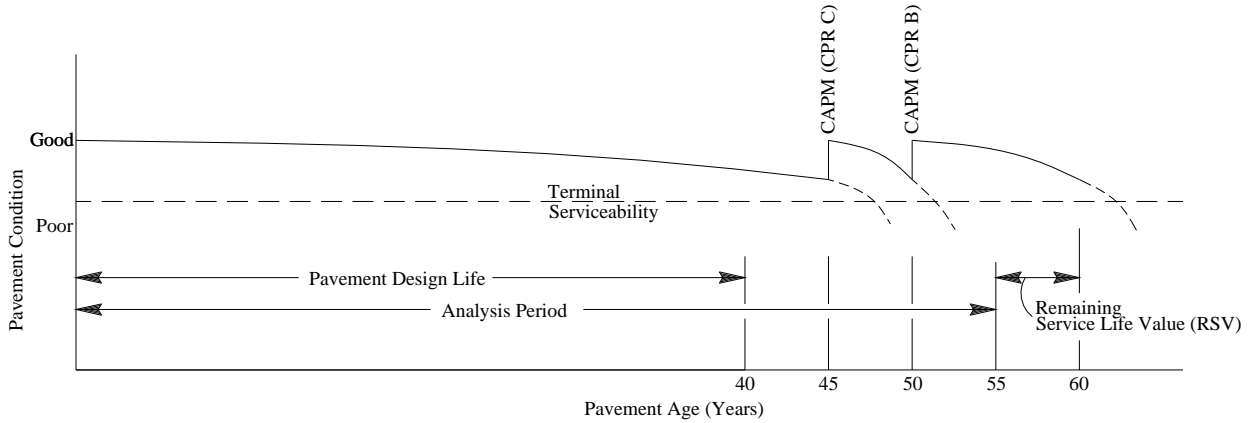 CAPM (CPR C)
CAPM (CPR B)
Good
Terminal
Serviceability
Poor
Pavement Condition
Pavement Design Life
Analysis Period
Remaining
Service Life Value (RSV)
40 45 50 55 60
Pavement Age (Years)